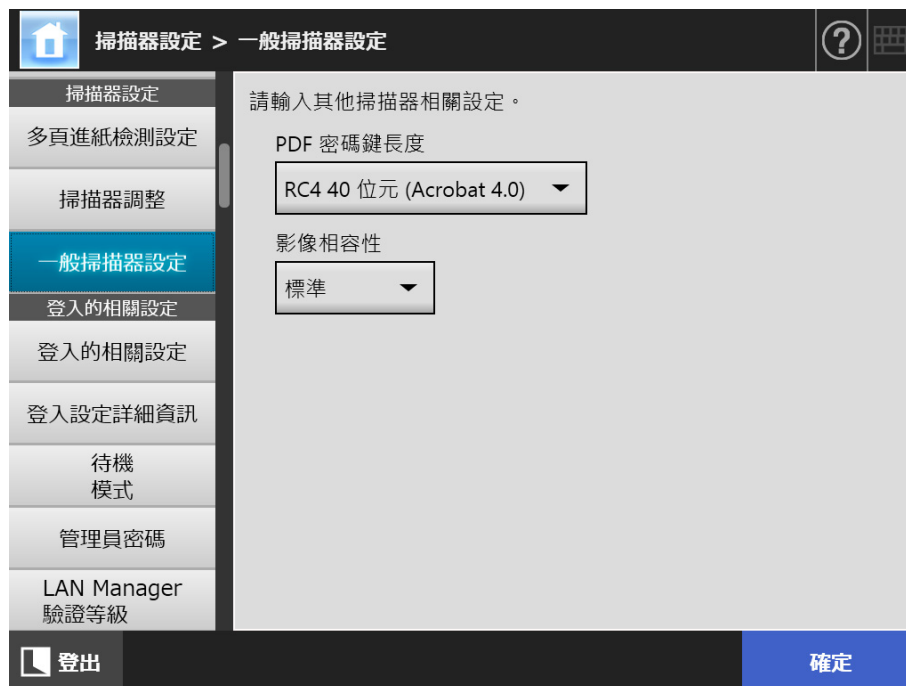 掃描器設定 > 一般掃描器設定
掃描器設定
多頁進紙檢測設定
掃描器調整
一般掃描器設定
登入的相關設定
登入的相關設定
登入設定詳細資訊
待機
模式
管理員密碼
LAN Manager
驗證等級
請輸入其他掃描器相關設定。
PDF 密碼鍵長度
RC4 40 位元 (Acrobat 4.0)
影像相容性
標準
登出
確定